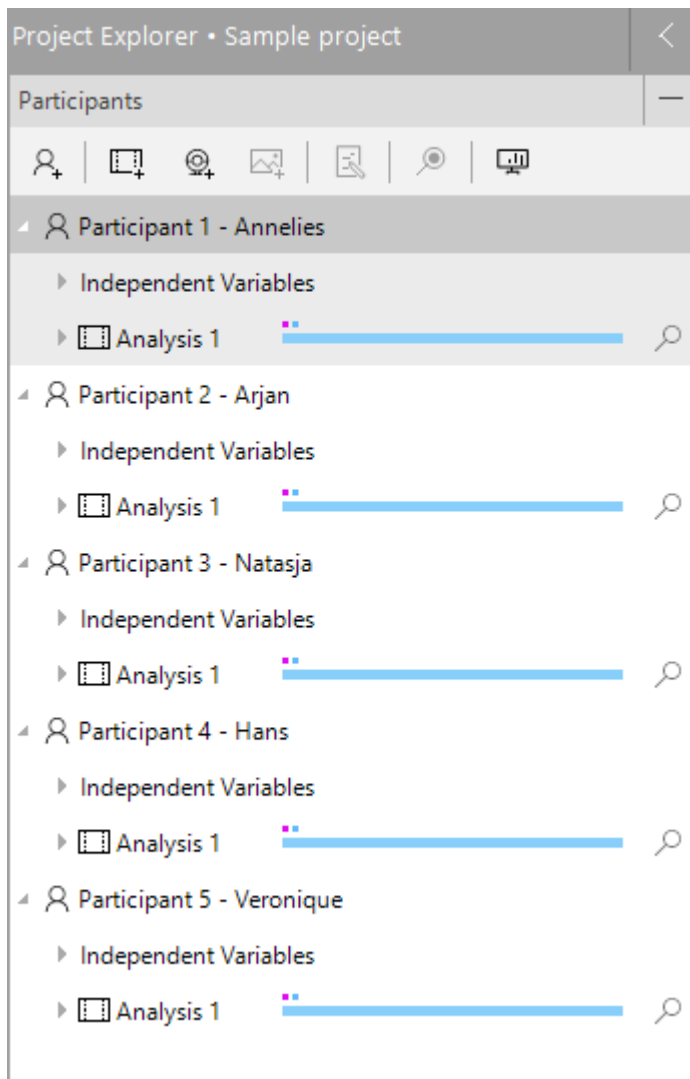 Project Explorer • Sample project
Participants
Participant 1 - Annelies
Independent Variables
Analysis 1
Participant 2 - Arjan
Independent Variables
Analysis 1
Participant 3 - Natasja
Independent Variables
Analysis 1
Participant 4 - Hans
Independent Variables
Analysis 1
Participant 5 - Veronique
Independent Variables
Analysis 1